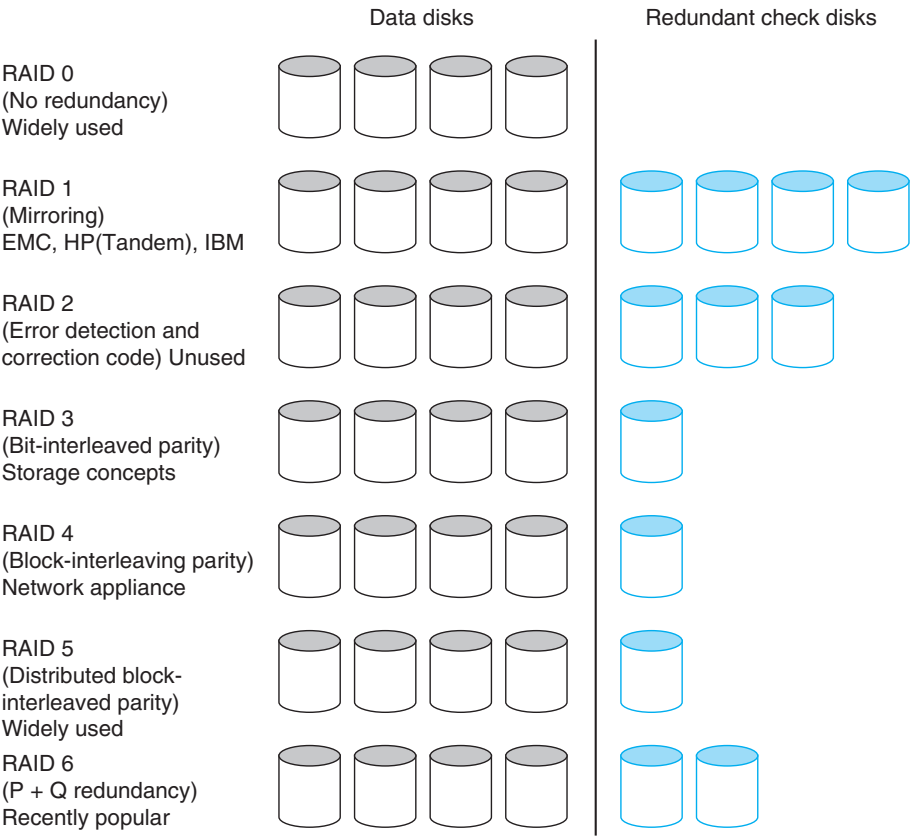 Data disks
Redundant check disks
RAID 0
(No redundancy)
Widely used
RAID 1
(Mirroring)
EMC, HP(Tandem), IBM
RAID 2
(Error detection and
correction code) Unused
RAID 3
(Bit-interleaved parity)
Storage concepts
RAID 4
(Block-interleaving parity)
Network appliance
RAID 5
(Distributed block-
interleaved parity)
Widely used
RAID 6
(P + Q redundancy)
Recently popular